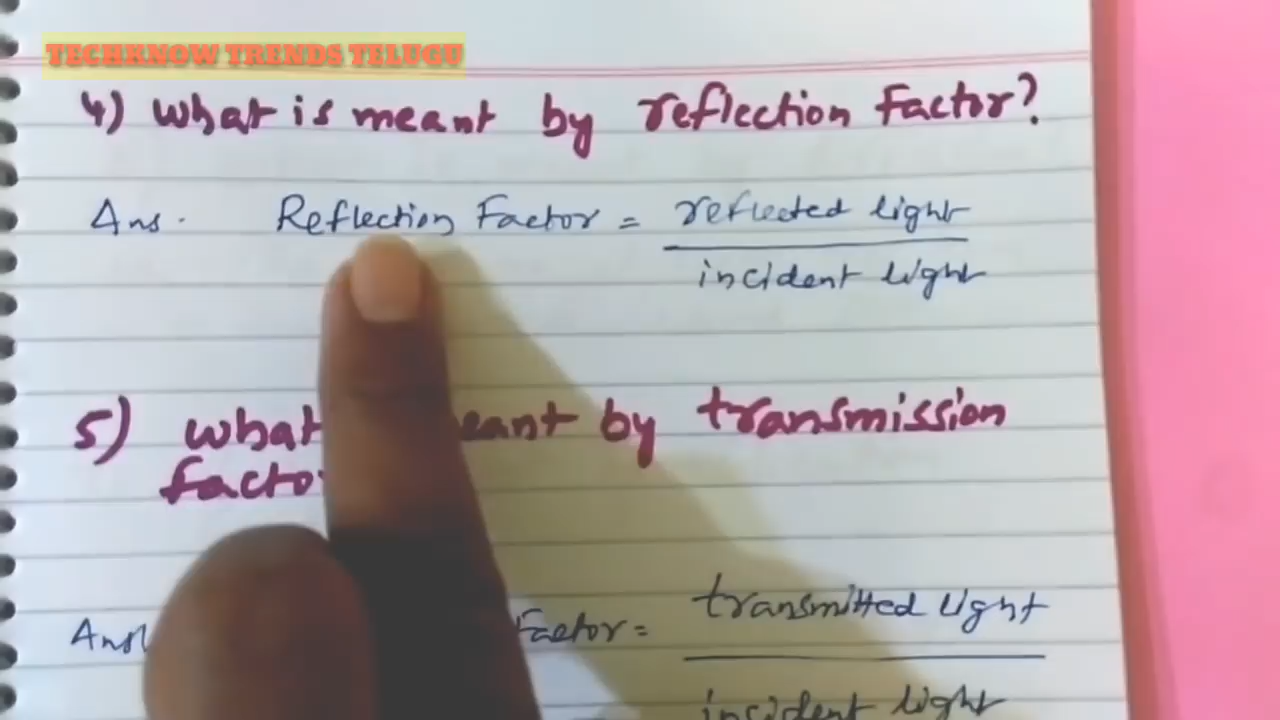 TECHKNOW TRENDS TELUGU
4) What is meant by reflection Factor?
Ans. Reflection Factor = reflected light
incident light
5) what meant by transmission
factor
Ans Factor = transmitted light
incident light